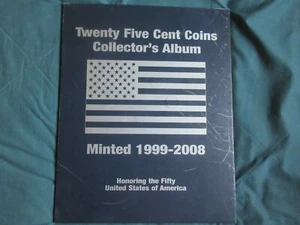 Twenty Five Cent Coins
Collector's Album
Minted 1999-2008
Honoring the Fifty
United States of America